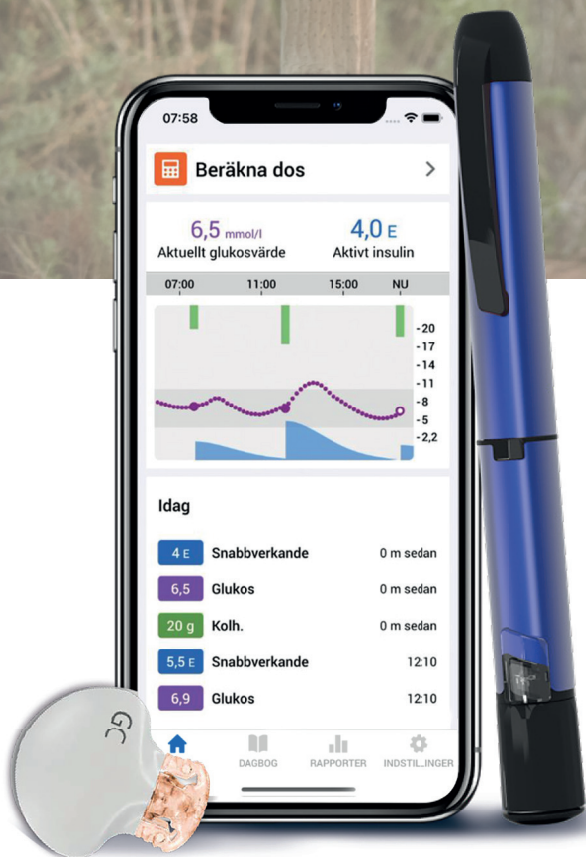 07:58
Beräkna dos
6,5 mmol/l 4,0 E
Aktuellt glukosvärde Aktivt insulin
07:00 11:00 15:00 NU
-20
-17
-14
-11
-8
-5
-2,2
Idag
4 E Snabbverkande 0 m sedan
6,5 Glukos 0 m sedan
20 g Kolh. 0 m sedan
5,5 E Snabbverkande 1210
6,9 Glukos 1210
DAGBOG RAPPORTER INDSTIL_INGER
GC